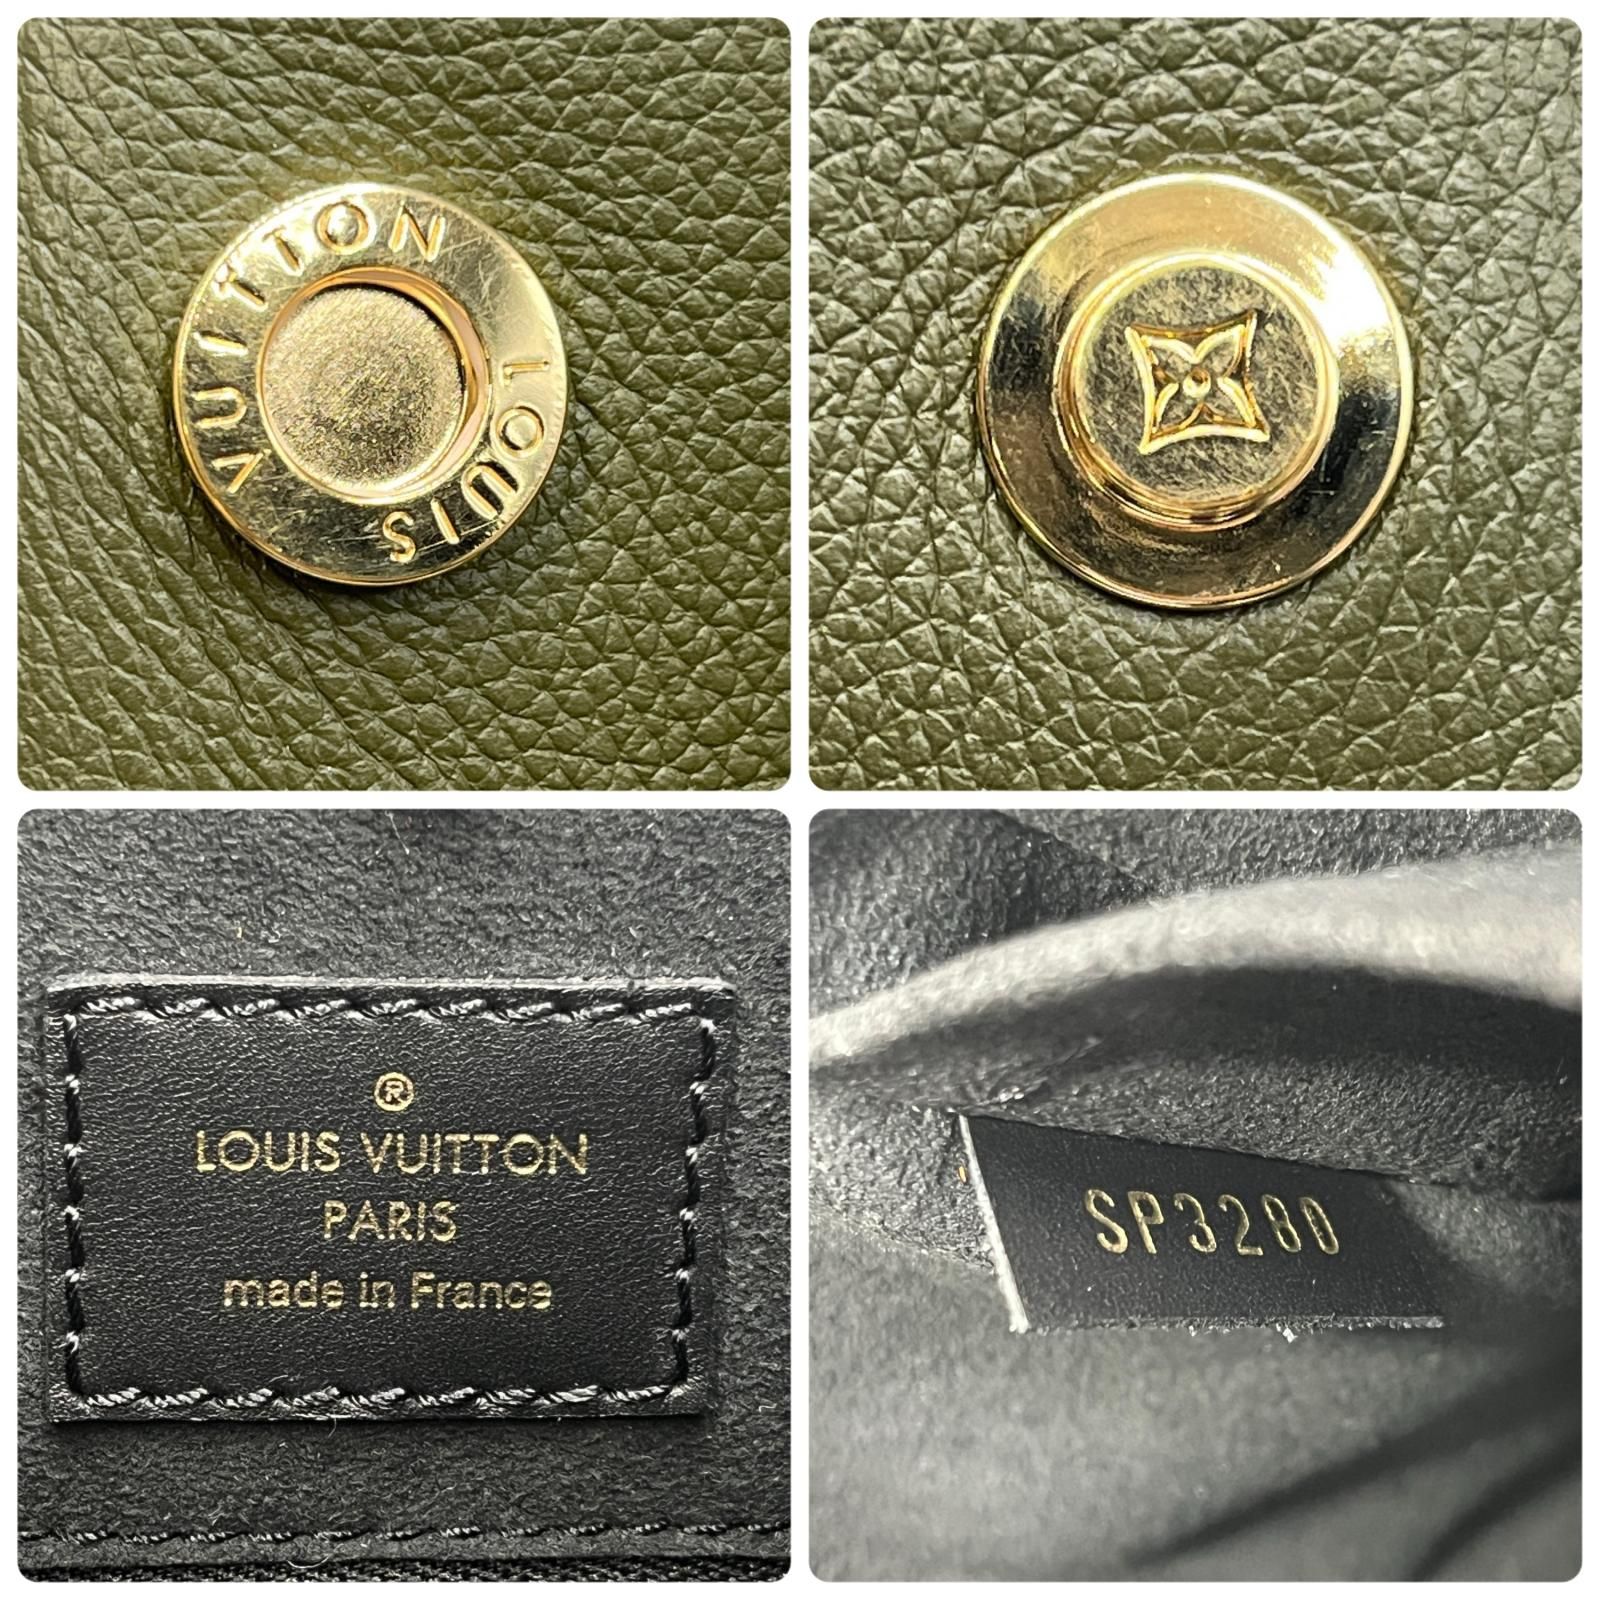 LOUIS VUITTON
®
LOUIS VUITTON
PARIS
made in France
SP3280